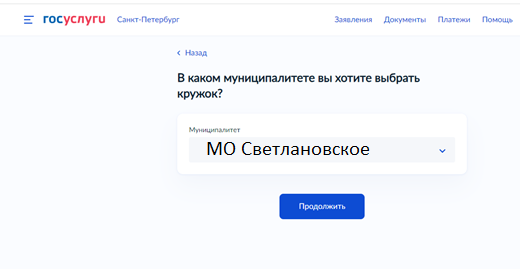 госуслуги Санкт-Петербург Заявления Документы Платежи Помощь
Назад
В каком муниципалитете вы хотите выбрать
кружок?
Муниципалитет
МО Светлановское
Продолжить